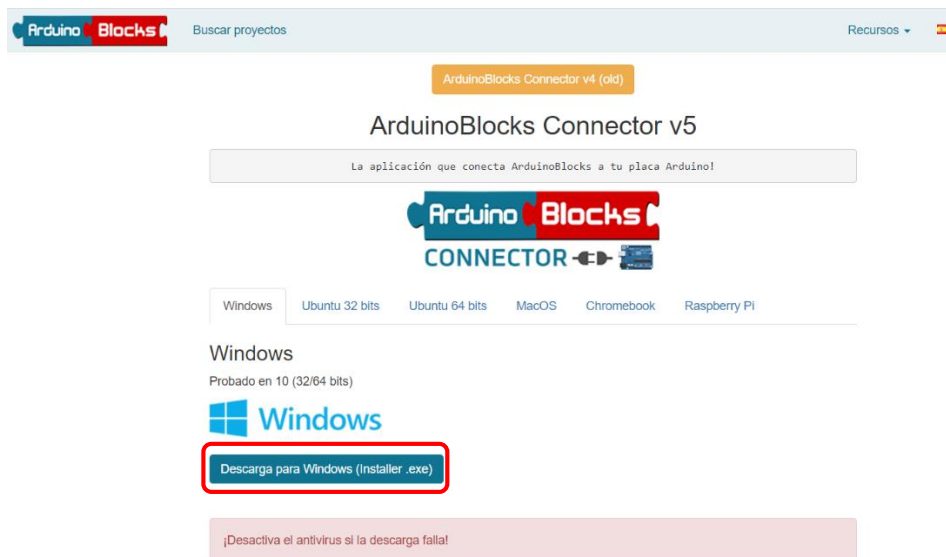 Arduino Blocks Buscar proyectos Recursos
ArduinoBlocks Connector v4 (old)
ArduinoBlocks Connector v5
La aplicación que conecta ArduinoBlocks a tu placa Arduino!
Arduino Blocks
CONNECTOR
Windows Ubuntu 32 bits Ubuntu 64 bits MacOS Chromebook Raspberry Pi
Windows
Probado en 10 (32/64 bits)
Windows
Descarga para Windows (Installer .exe)
¡Desactiva el antivirus si la descarga falla!